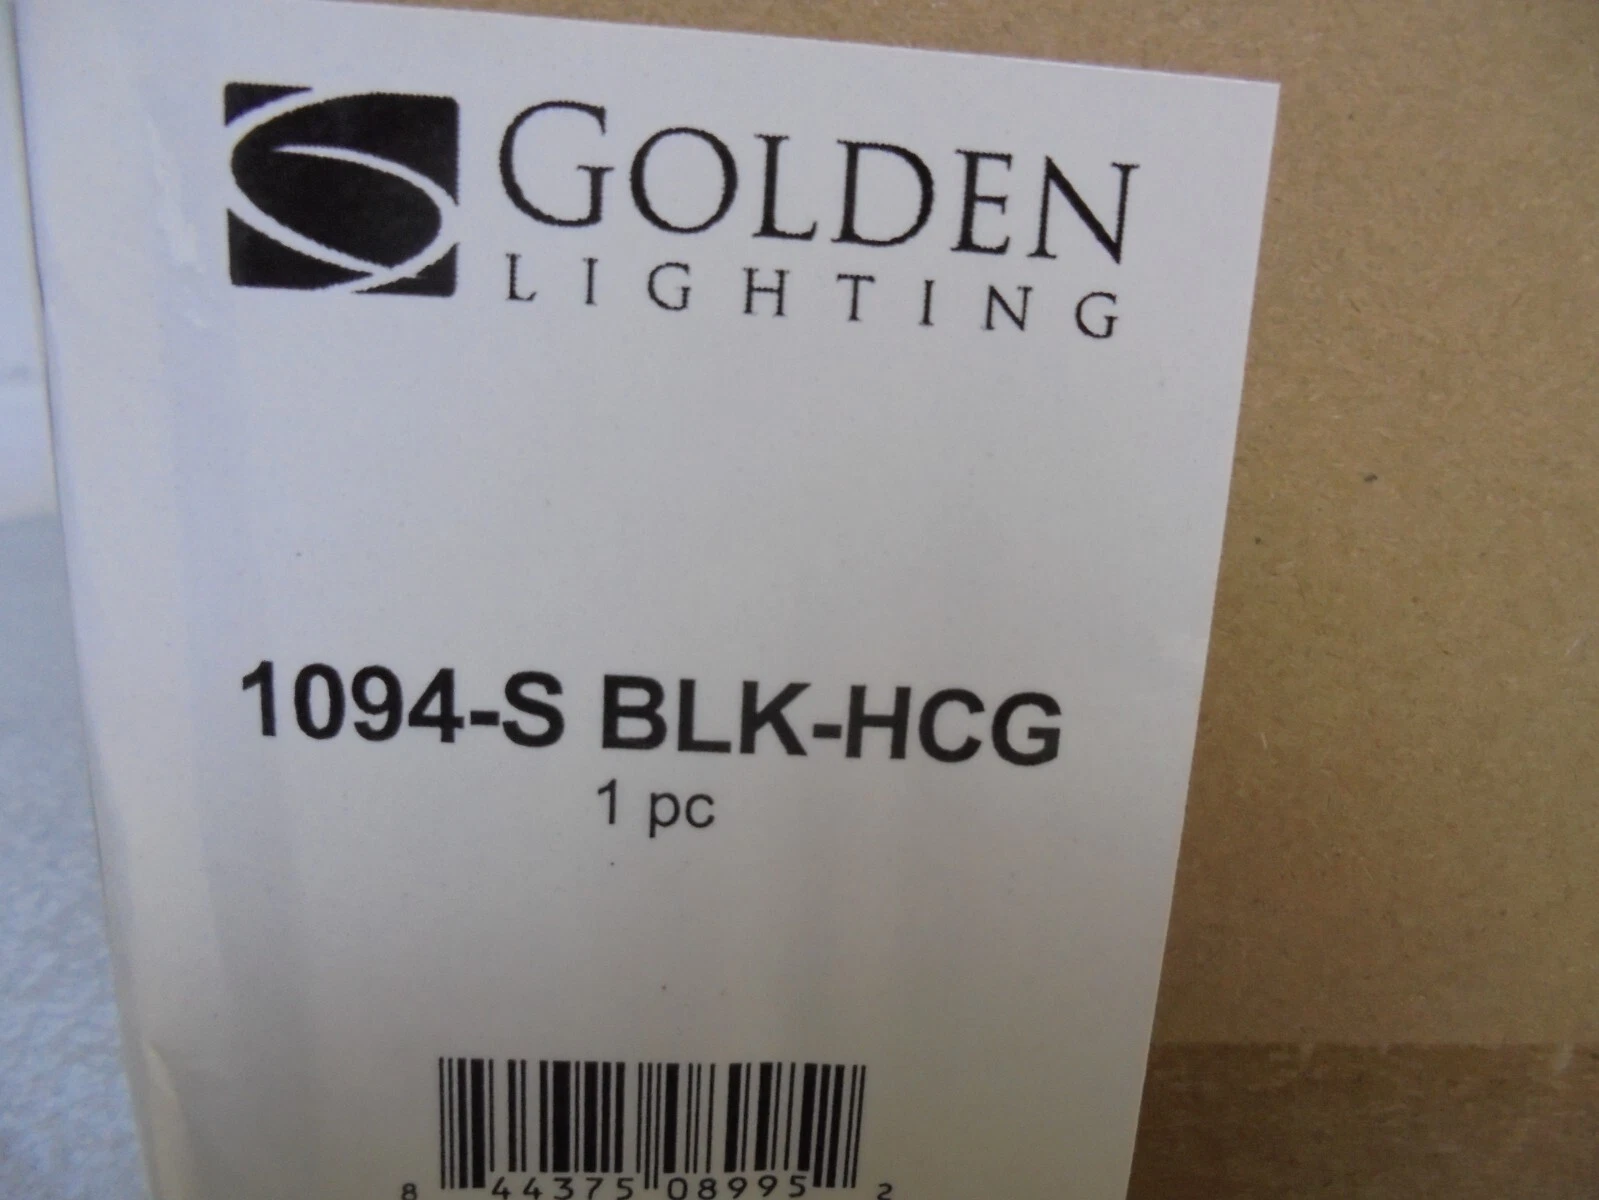 GOLDEN
LIGHTING
1094-S BLK-HCG
1 pc
8 44375 08995 2